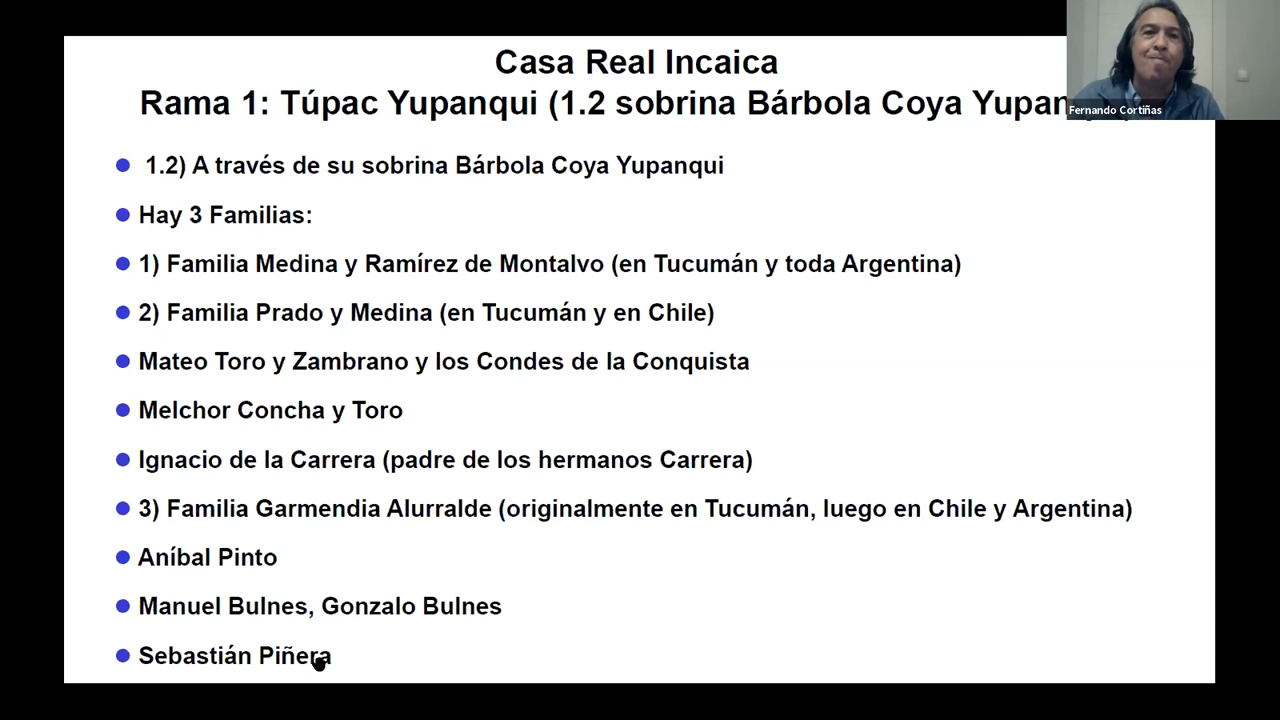 Casa Real Incaica
Rama 1: Túpac Yupanqui (1.2 sobrina Bárbola Coya
Fernando Cortiñas
1.2) A través de su sobrina Bárbola Coya Yupanqui
Hay 3 Familias:
1) Familia Medina y Ramírez de Montalvo (en Tucumán y toda Argentina)
2) Familia Prado y Medina (en Tucumán y en Chile)
Mateo Toro y Zambrano y los Condes de la Conquista
Melchor Concha y Toro
Ignacio de la Carrera (padre de los hermanos Carrera)
3) Familia Garmendia Alurralde (originalmente en Tucumán, luego en Chile y Argentina)
Aníbal Pinto
Manuel Bulnes, Gonzalo Bulnes
Sebastián Piñera